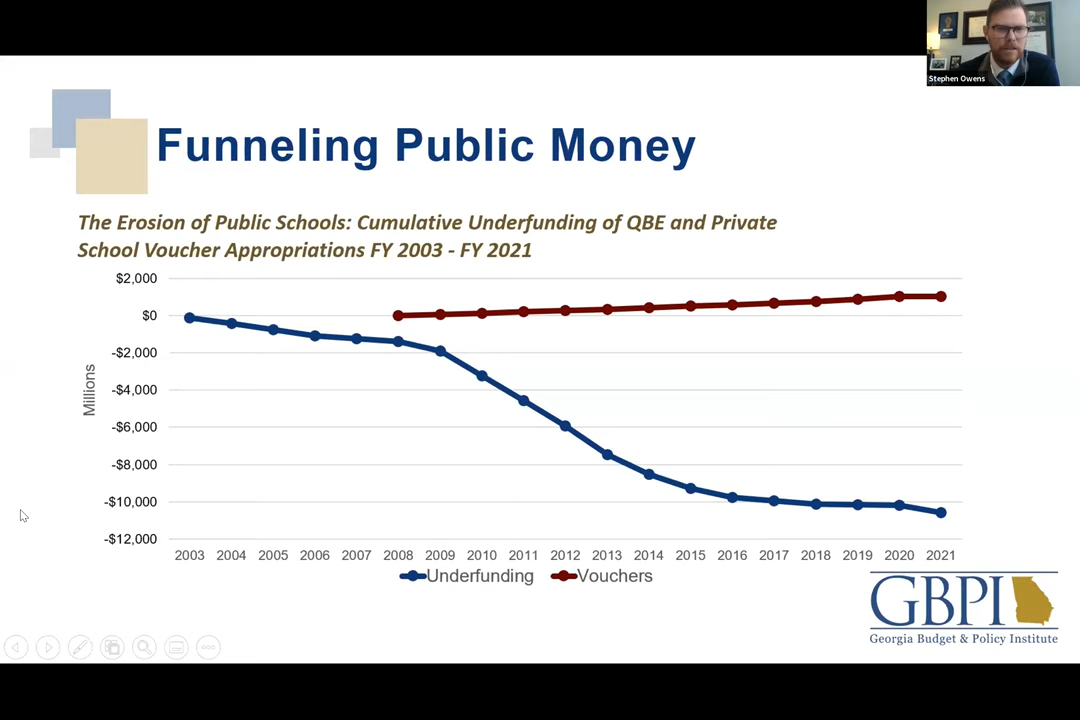 Stephen Owens
Funneling Public Money
The Erosion of Public Schools: Cumulative Underfunding of QBE and Private
School Voucher Appropriations FY 2003 - FY 2021
Millions
$2,000
$0
-$2,000
-$4,000
-$6,000
-$8,000
-$10,000
-$12,000
2003 2004 2005 2006 2007 2008 2009 2010 2011 2012 2013 2014 2015 2016 2017 2018 2019 2020 2021
Underfunding Vouchers
GBPI
Georgia Budget & Policy Institute